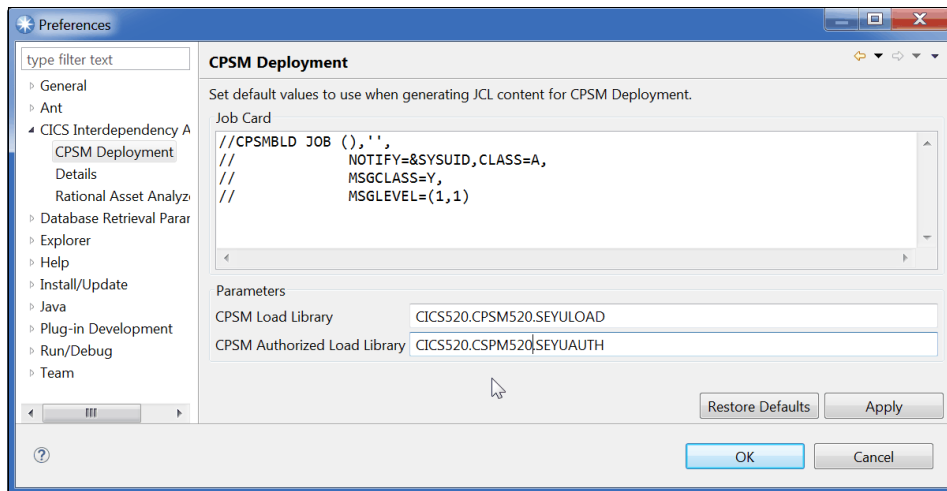 Preferences
type filter text
General
Ant
CICS Interdependency A
CPSM Deployment
Details
Rational Asset Analyz
Database Retrieval Parar
Explorer
Help
Install/Update
Java
Plug-in Development
Run/Debug
Team
CPSM Deployment
Set default values to use when generating JCL content for CPSM Deployment.
Job Card
//CPSMBLD JOB (),'',
// NOTIFY=&SYSUID,CLASS=A,
// MSGCLASS=Y,
// MSGLEVEL=(1,1)
Parameters
CPSM Load Library CICS520.CPSM520.SEYULOAD
CPSM Authorized Load Library CICS520.CSPM520.SEYUAUTH
Restore Defaults Apply
OK Cancel